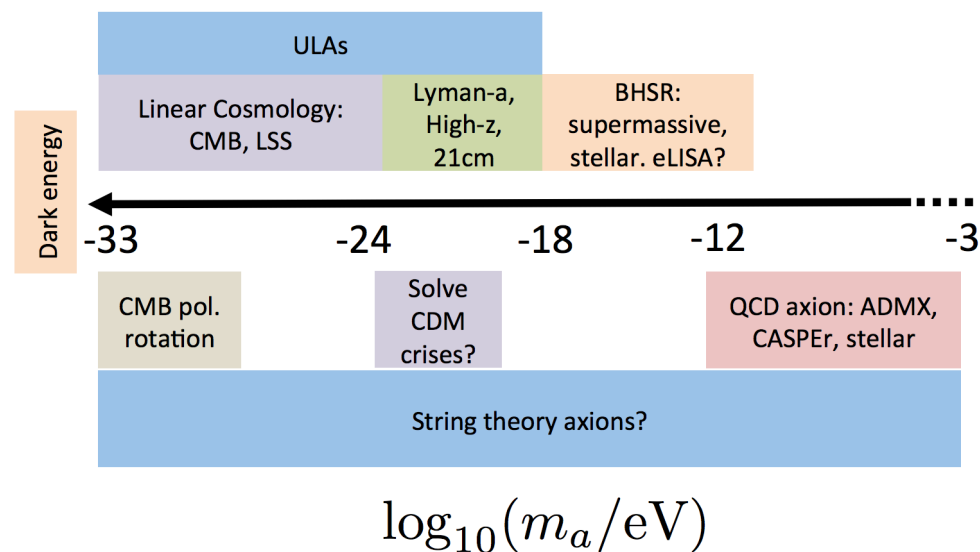 ULAs
Linear Cosmology:
CMB, LSS
Lyman-a,
High-z,
21cm
BHSR:
supermassive,
stellar. eLISA?
Dark energy
-33
-24
-18
-12
-3
CMB pol.
rotation
Solve
CDM
crises?
QCD axion: ADMX,
CASPEr, stellar
String theory axions?
log₁₀(mₐ/eV)